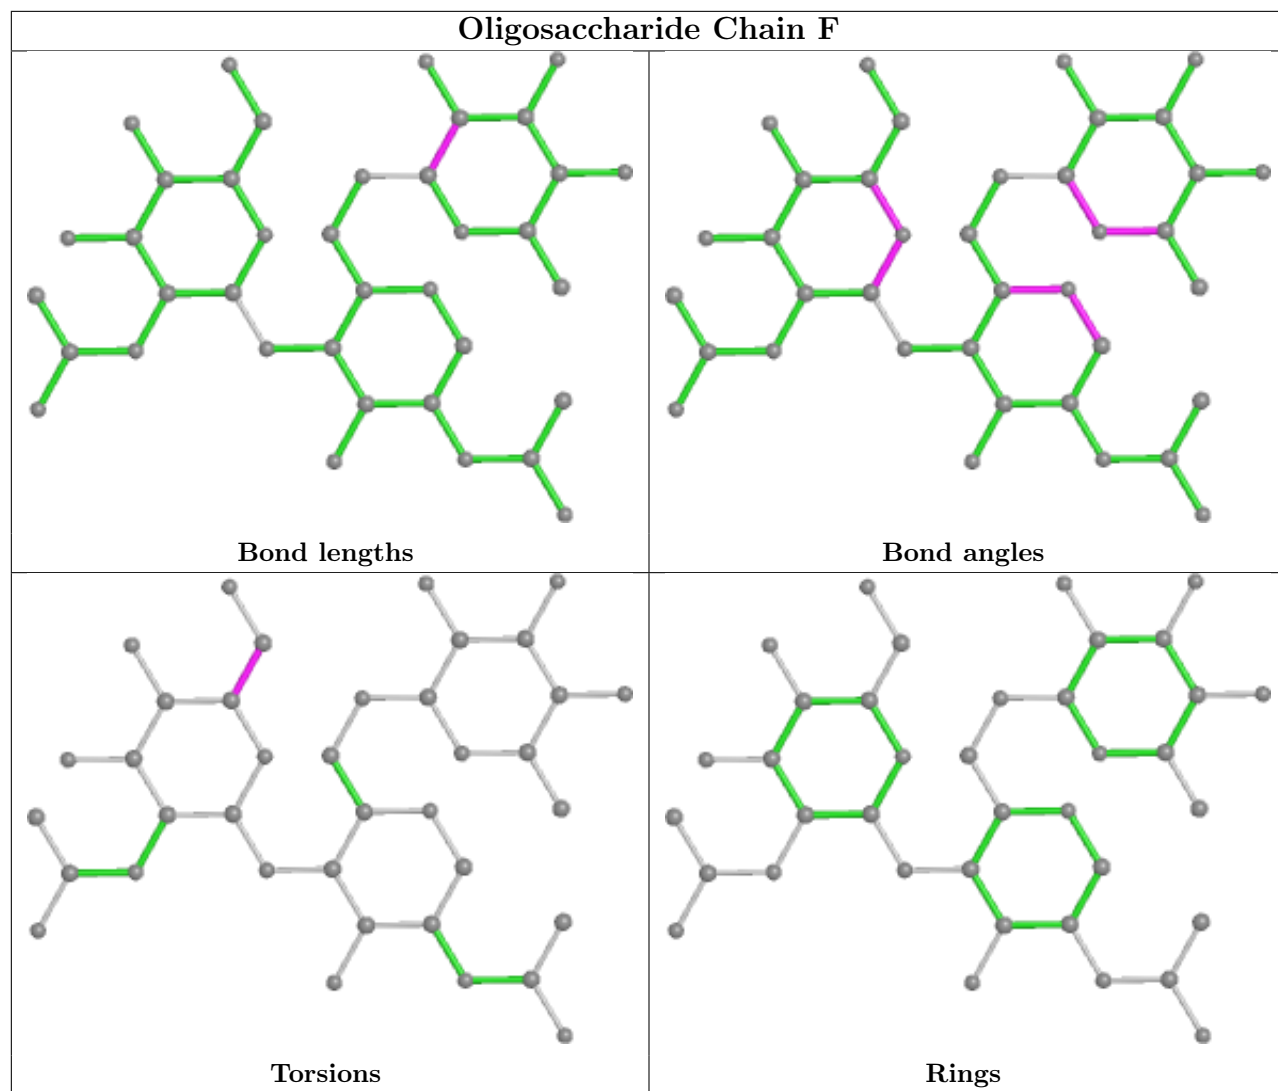 Oligosaccharide Chain F
Bond lengths
Bond angles
Torsions
Rings